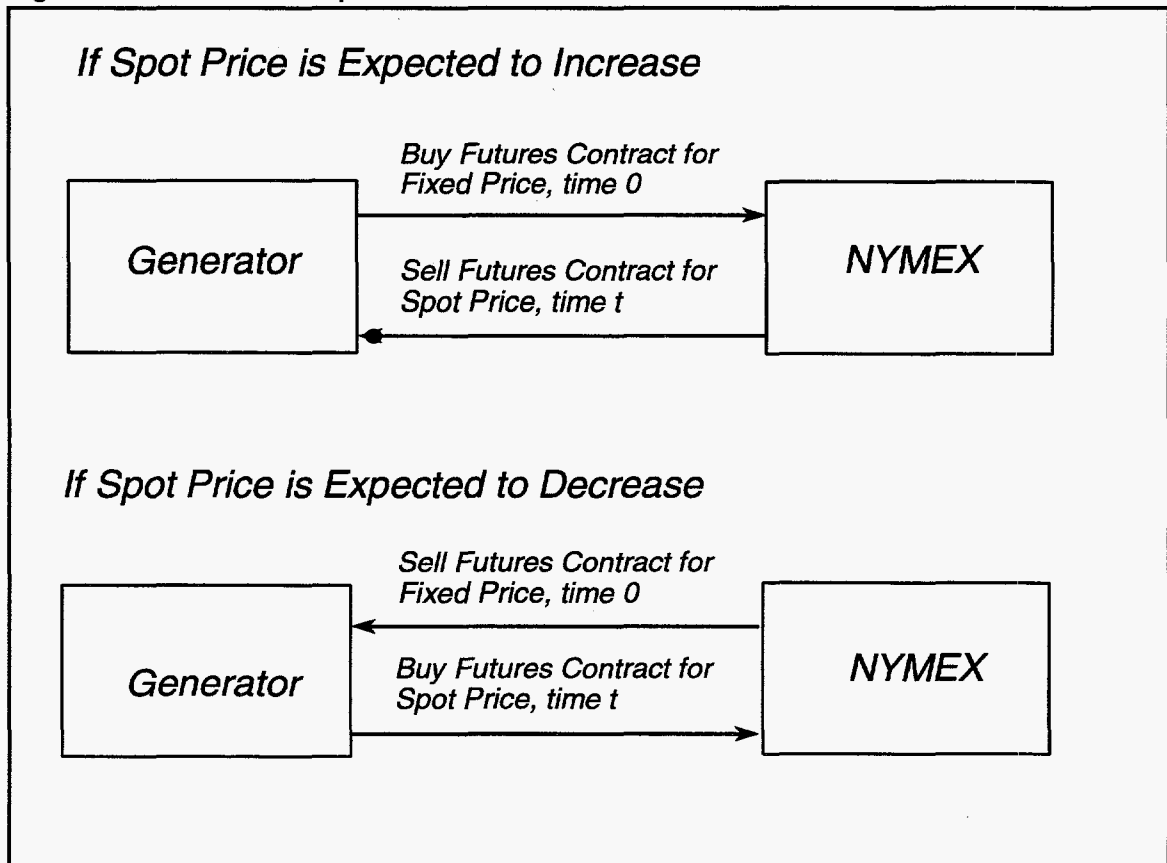 If Spot Price is Expected to Increase
Buy Futures Contract for
Fixed Price, time 0
Generator
NYMEX
Sell Futures Contract for
Spot Price, time t
If Spot Price is Expected to Decrease
Sell Futures Contract for
Fixed Price, time 0
Generator
NYMEX
Buy Futures Contract for
Spot Price, time t